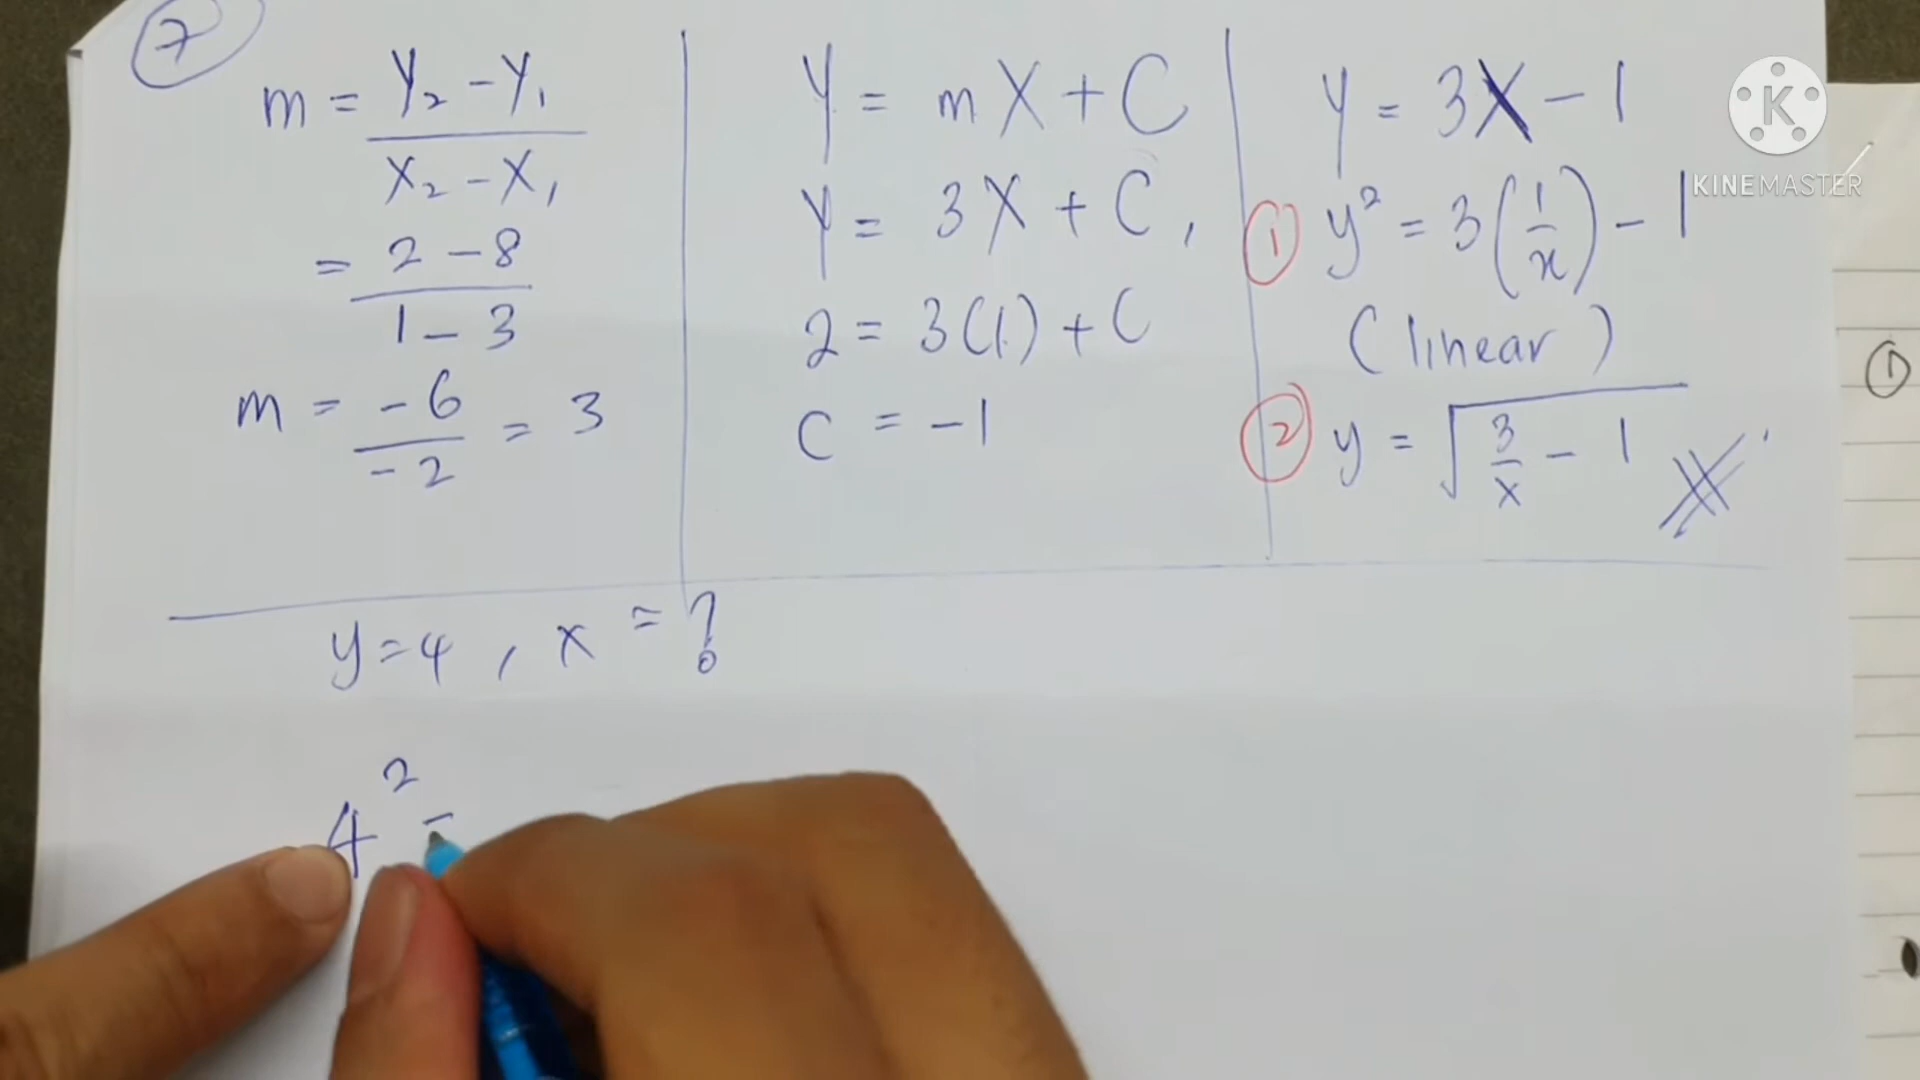 7
m = Y₂ - Y₁
X₂ - X₁
= 2 - 8
1 - 3
m = -6 = 3
-2
Y = mX + C
Y = 3X + C,
2 = 3(1) + C
C = -1
Y = 3X - 1
① y² = 3(1/x) - 1
(linear)
② y = √(3/x - 1)
y=4, x = ?
4² =
K
KINEMASTER
1